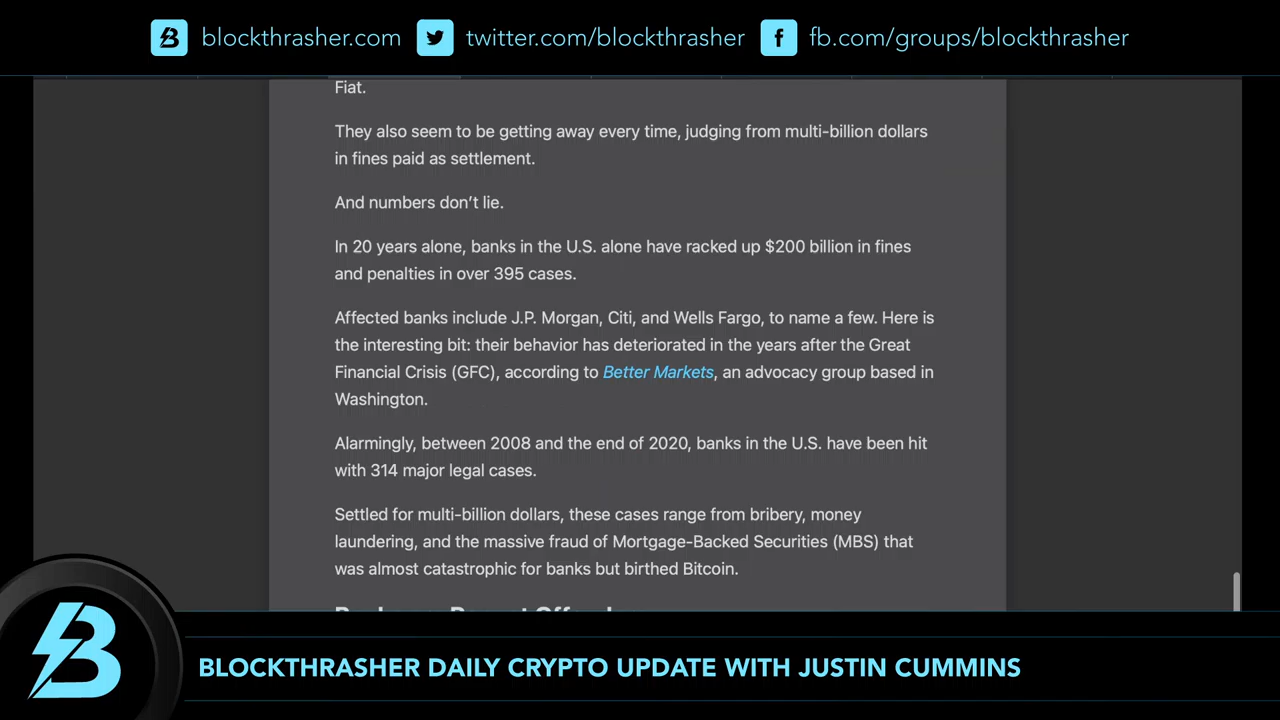 blockthrasher.com twitter.com/blockthrasher fb.com/groups/blockthrasher
Fiat.
They also seem to be getting away every time, judging from multi-billion dollars
in fines paid as settlement.
And numbers don’t lie.
In 20 years alone, banks in the U.S. alone have racked up $200 billion in fines
and penalties in over 395 cases.
Affected banks include J.P. Morgan, Citi, and Wells Fargo, to name a few. Here is
the interesting bit: their behavior has deteriorated in the years after the Great
Financial Crisis (GFC), according to Better Markets, an advocacy group based in
Washington.
Alarmingly, between 2008 and the end of 2020, banks in the U.S. have been hit
with 314 major legal cases.
Settled for multi-billion dollars, these cases range from bribery, money
laundering, and the massive fraud of Mortgage-Backed Securities (MBS) that
was almost catastrophic for banks but birthed Bitcoin.
BLOCKTHRASHER DAILY CRYPTO UPDATE WITH JUSTIN CUMMINS